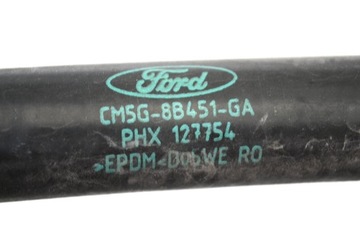 Ford
CM5G-8B451-GA
PHX 127754
>EPDM RO